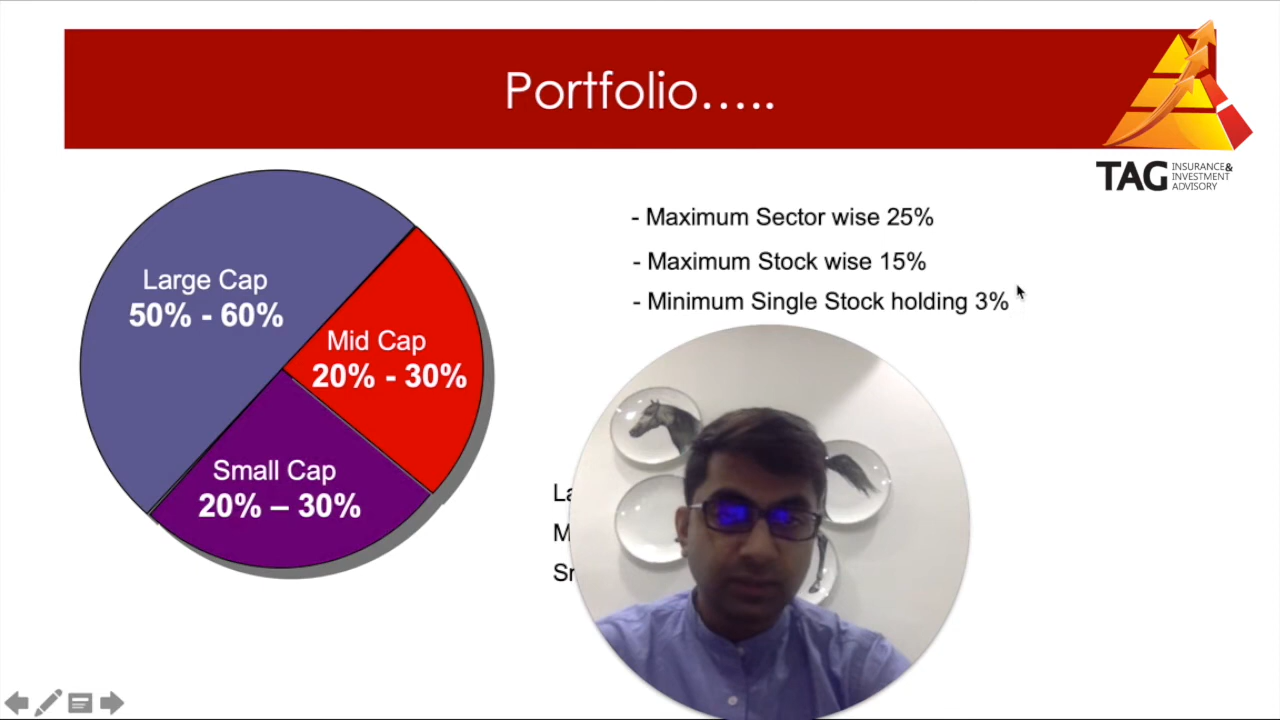 Portfolio…..
TAG INSURANCE&
INVESTMENT
ADVISORY
Large Cap
50% - 60%
Mid Cap
20% - 30%
Small Cap
20% – 30%
- Maximum Sector wise 25%
- Maximum Stock wise 15%
- Minimum Single Stock holding 3%